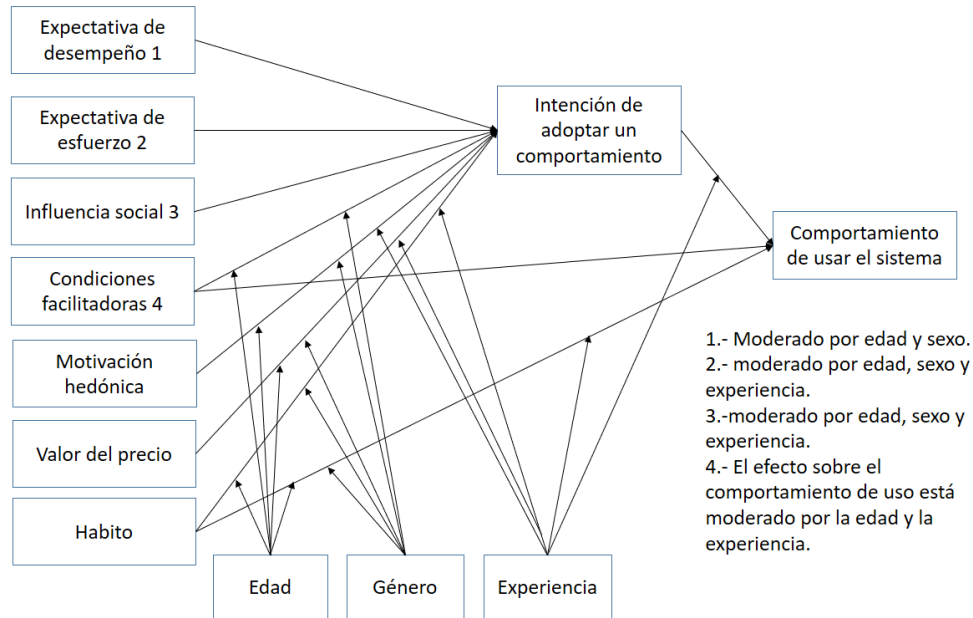 Expectativa de
desempeño 1
Expectativa de
esfuerzo 2
Influencia social 3
Condiciones
facilitadoras 4
Motivación
hedónica
Valor del precio
Habito
Intención de
adoptar un
comportamiento
Comportamiento
de usar el sistema
1.- Moderado por edad y sexo.
2.- moderado por edad, sexo y
experiencia.
3.-moderado por edad, sexo y
experiencia.
4.- El efecto sobre el
comportamiento de uso está
moderado por la edad y la
experiencia.
Edad
Género
Experiencia